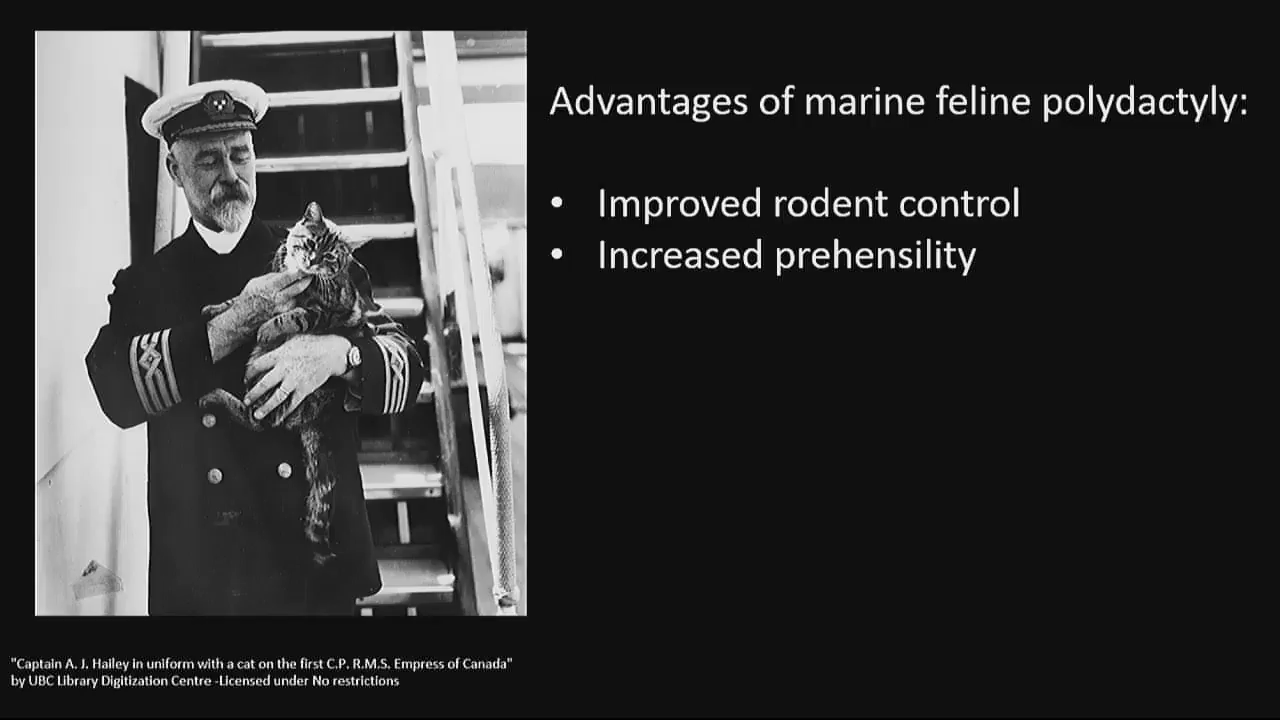 Advantages of marine feline polydactyly:
• Improved rodent control
• Increased prehensility
"Captain A. J. Hailey in uniform with a cat on the first C.P. R.M.S. Empress of Canada"
by UBC Library Digitization Centre -Licensed under No restrictions